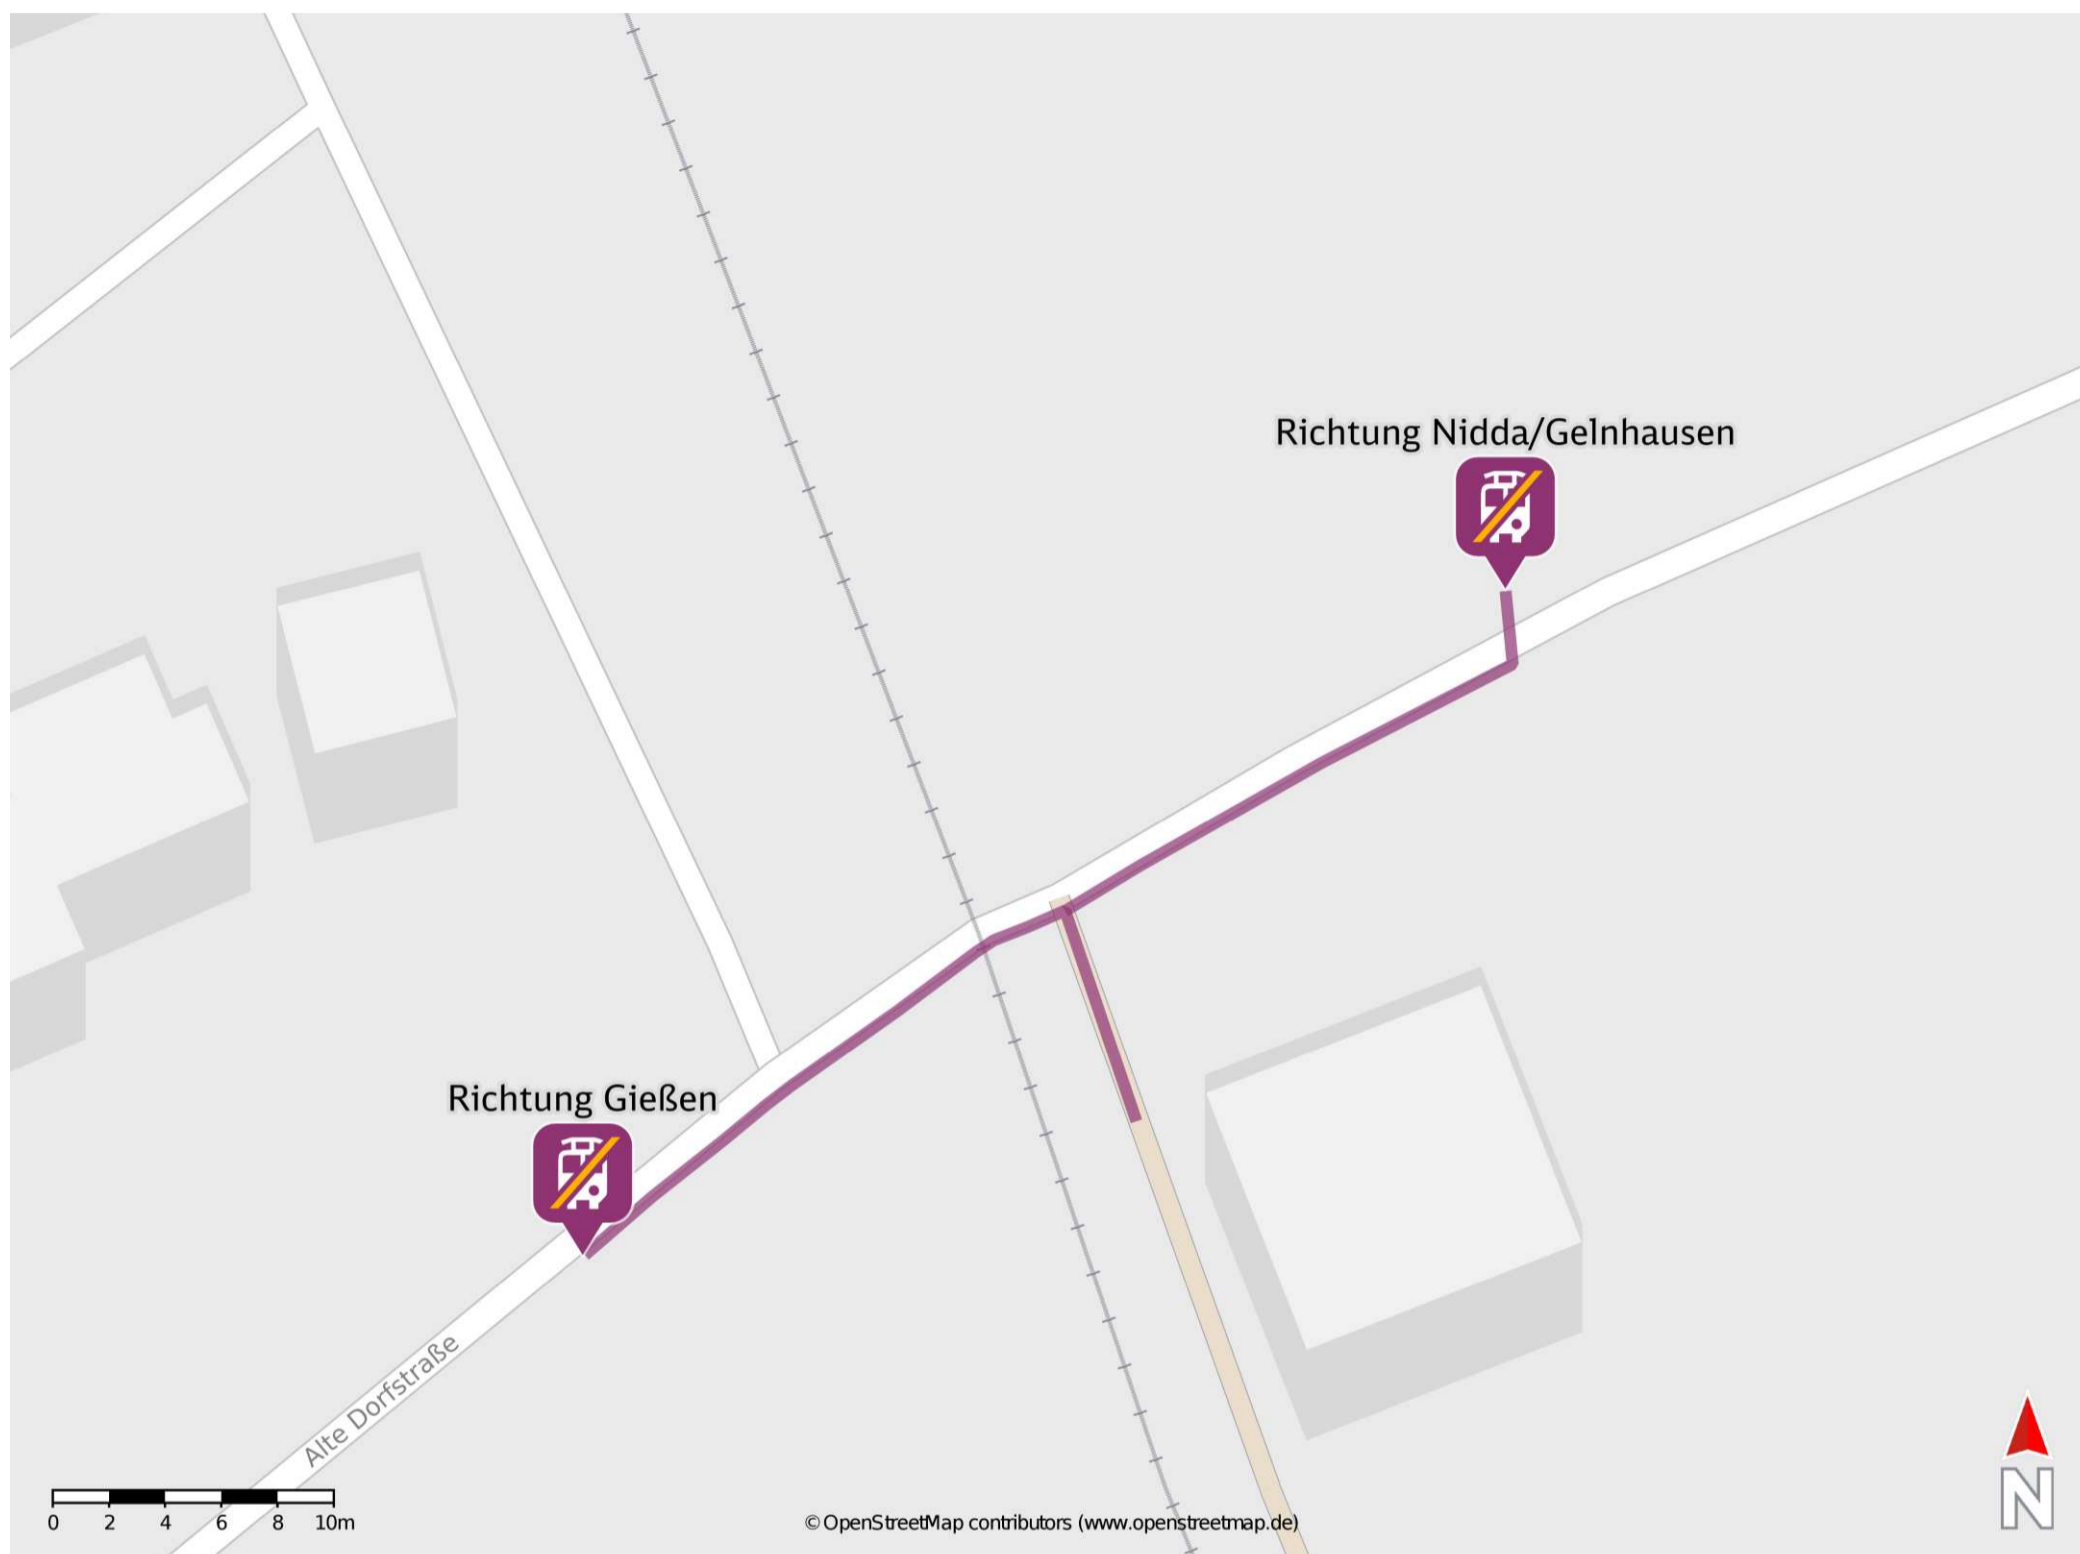 Richtung Nidda/Gelnhausen
Richtung Gießen
Alte Dorfstraße
0 2 4 6 8 10m
© OpenStreetMap contributors (www.openstreetmap.de)
N